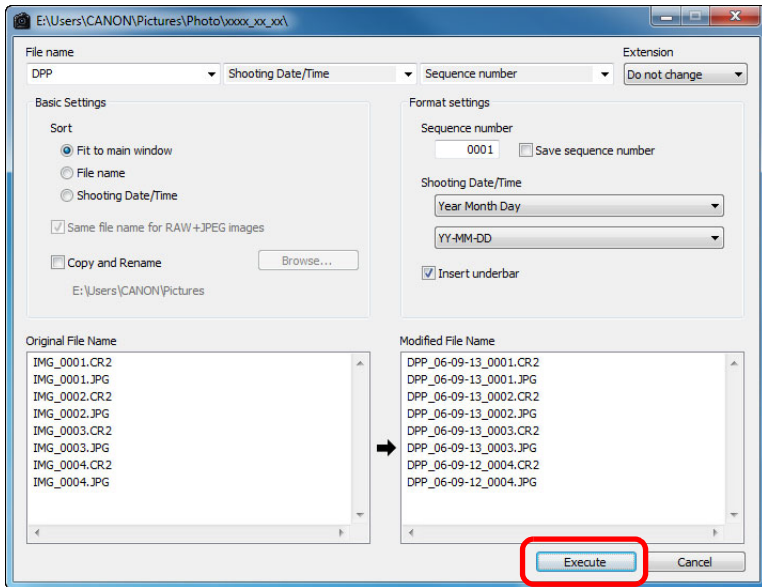 E:\Users\CANON\Pictures\Photo\xxxx_xx_xx\
File name
Extension
DPP
Shooting Date/Time
Sequence number
Do not change
Basic Settings
Sort
Fit to main window
File name
Shooting Date/Time
Same file name for RAW+JPEG images
Copy and Rename
Browse...
E:\Users\CANON\Pictures
Format settings
Sequence number
0001
Save sequence number
Shooting Date/Time
Year Month Day
YY-MM-DD
Insert underbar
Original File Name
IMG_0001.CR2
IMG_0001.JPG
IMG_0002.CR2
IMG_0002.JPG
IMG_0003.CR2
IMG_0003.JPG
IMG_0004.CR2
IMG_0004.JPG
Modified File Name
DPP_06-09-13_0001.CR2
DPP_06-09-13_0001.JPG
DPP_06-09-13_0002.CR2
DPP_06-09-13_0002.JPG
DPP_06-09-13_0003.CR2
DPP_06-09-13_0003.JPG
DPP_06-09-12_0004.CR2
DPP_06-09-12_0004.JPG
Execute
Cancel